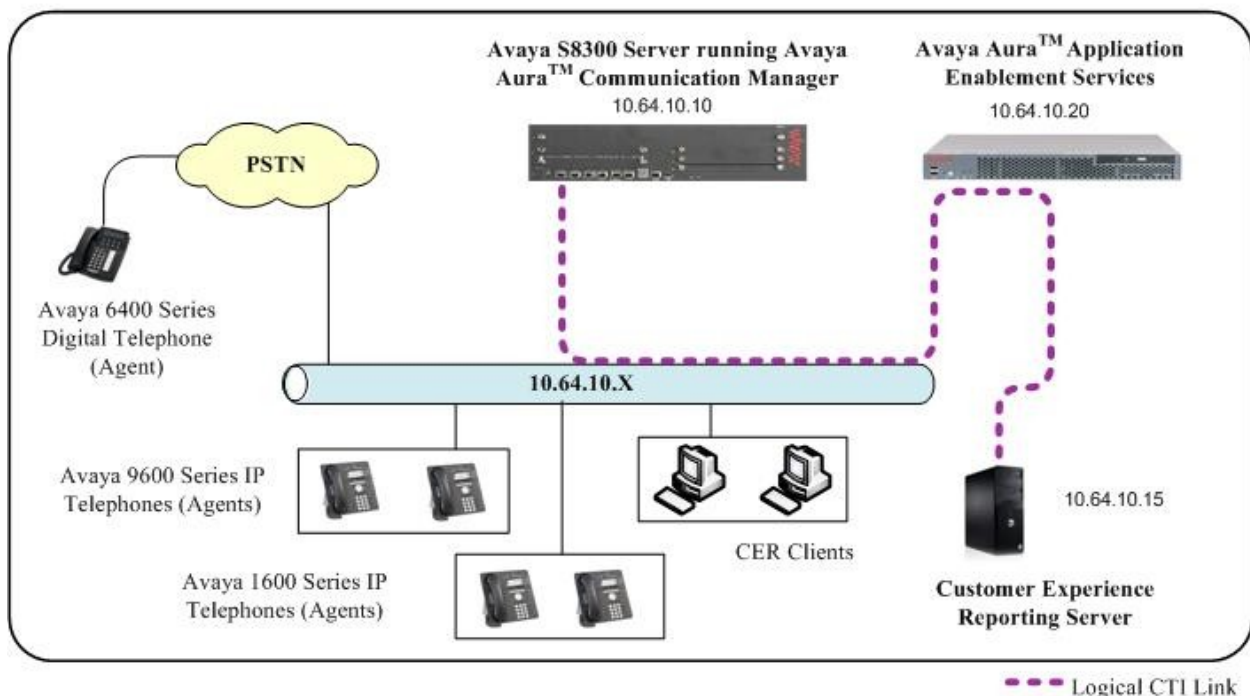 Avaya S8300 Server running Avaya
Aura™ Communication Manager
10.64.10.10
Avaya Aura™ Application
Enablement Services
10.64.10.20
PSTN
Avaya 6400 Series
Digital Telephone
(Agent)
10.64.10.X
Avaya 9600 Series IP
Telephones (Agents)
CER Clients
10.64.10.15
Avaya 1600 Series IP
Telephones (Agents)
Customer Experience
Reporting Server
Logical CTI Link